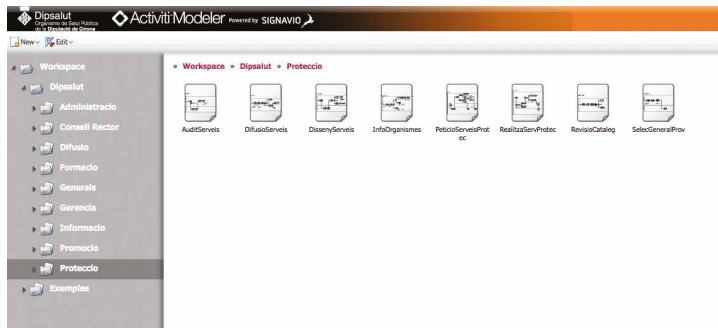 Dipsalut
Organisme de Salut Pública
de la Diputació de Girona
Activiti Modeler Powered by SIGNAVIO
New
Edit
Workspace
Dipsalut
Administracio
Consell Rector
Difusio
Formacio
Generals
Gerencia
Informacio
Promocio
Proteccio
Exemples
» Workspace » Dipsalut » Proteccio
AuditServeis
DifusioServeis
DissenyServeis
InfoOrganismes
PeticioServeisProt
ec
RealitzaServProtec
RevisioCataleg
SelecGeneralProv